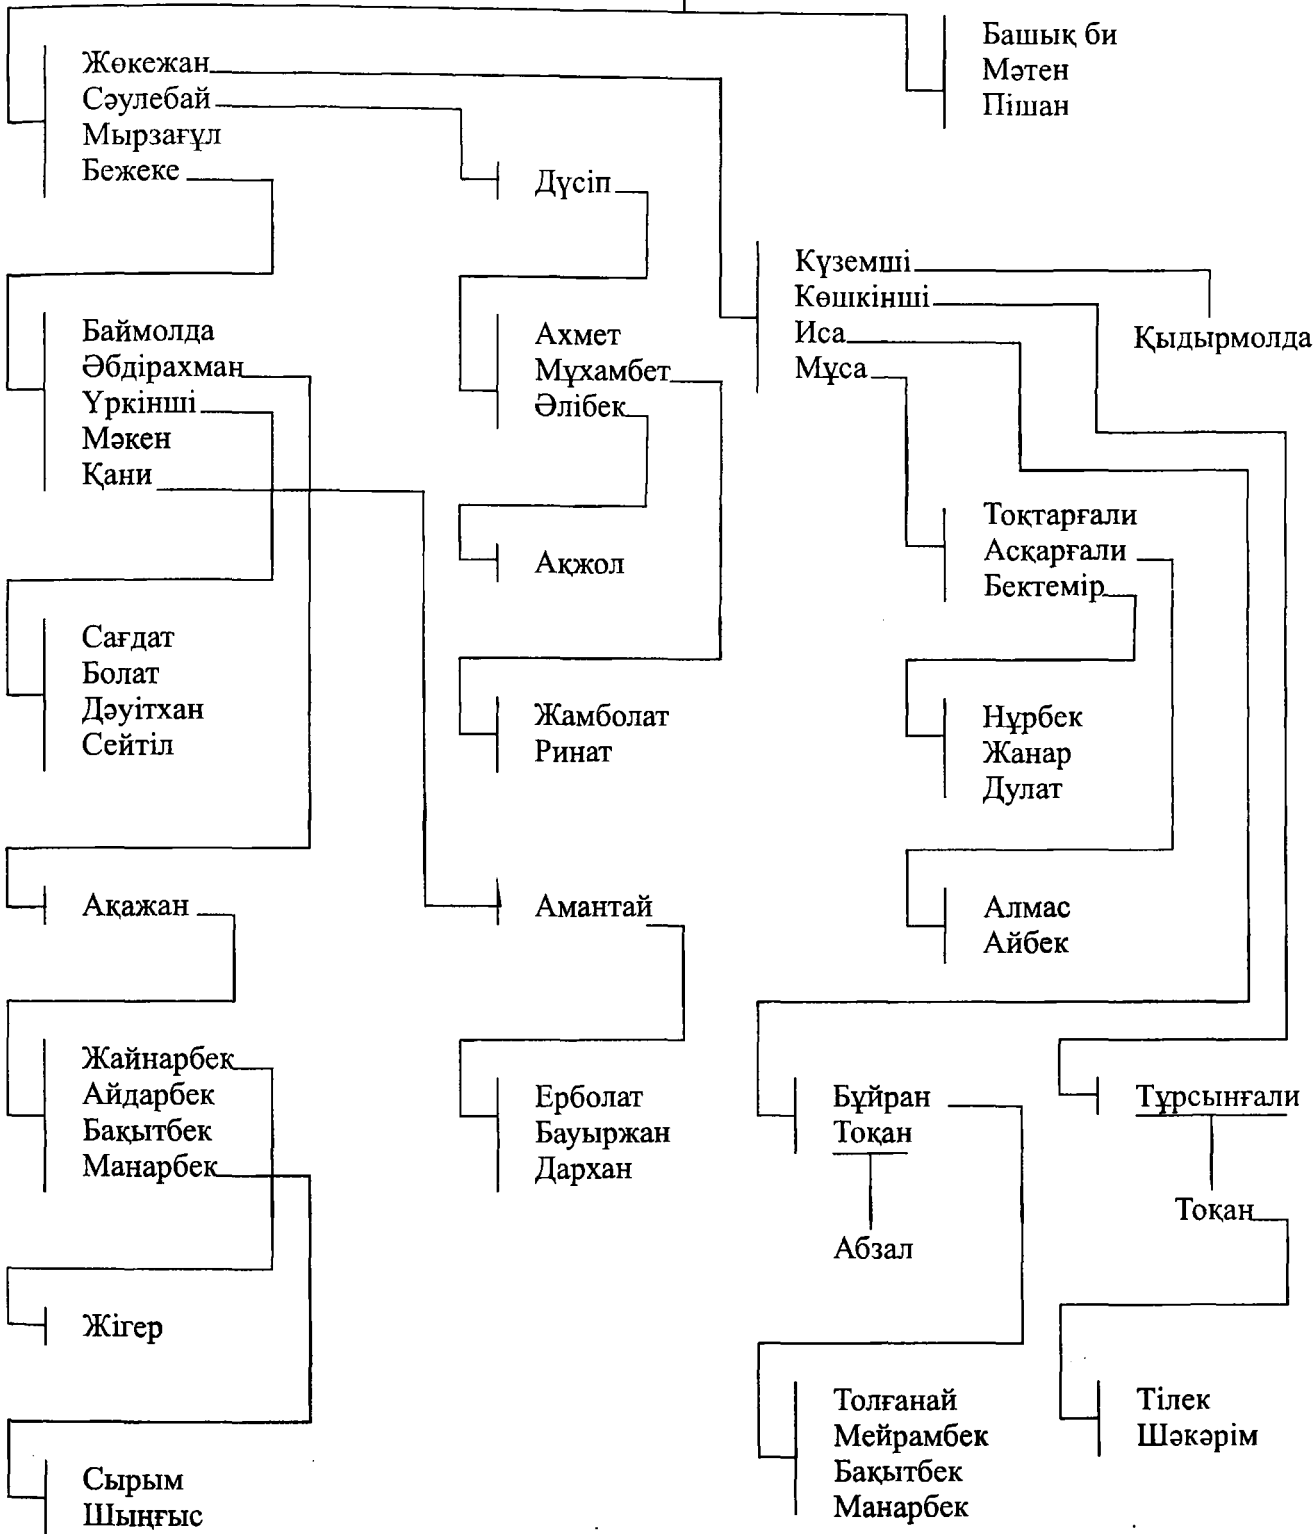 Башық би
Мәтен
Пішан
Жөкежан
Сәулебай
Мырзағұл
Бежеке
Дүсіп
Күземші
Көшкінші
Иса
Мұса
Қыдырмолда
Баймолда
Әбдірахман
Үркінші
Мәкен
Қани
Ахмет
Мұхамбет
Әлібек
Тоқтарғали
Асқарғали
Бектемір
Ақжол
Сағдат
Болат
Дәуітхан
Сейтіл
Жамболат
Ринат
Нұрбек
Жанар
Дулат
Ақажан
Амантай
Алмас
Айбек
Жайнарбек
Айдарбек
Бақытбек
Манарбек
Ерболат
Бауыржан
Дархан
Бұйран
Тоқан
Абзал
Тұрсынғали
Тоқан
Жігер
Толғанай
Мейрамбек
Бақытбек
Манарбек
Тілек
Шәкәрім
Сырым
Шыңғыс